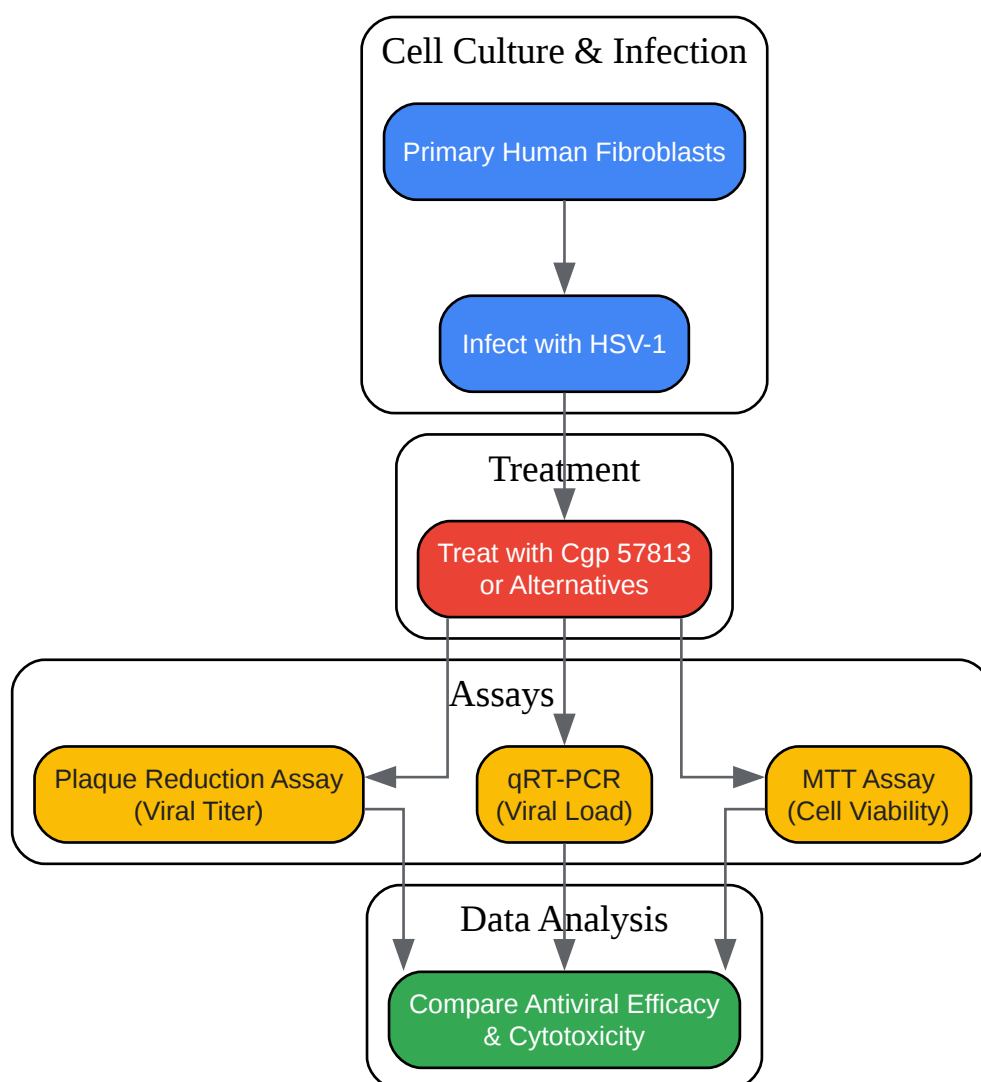 Cell Culture & Infection
Primary Human Fibroblasts
Infect with HSV-1
Treatment
Treat with Cgp 57813
or Alternatives
Assays
Plaque Reduction Assay
(Viral Titer)
qRT-PCR
(Viral Load)
MTT Assay
(Cell Viability)
Data Analysis
Compare Antiviral Efficacy
& Cytotoxicity